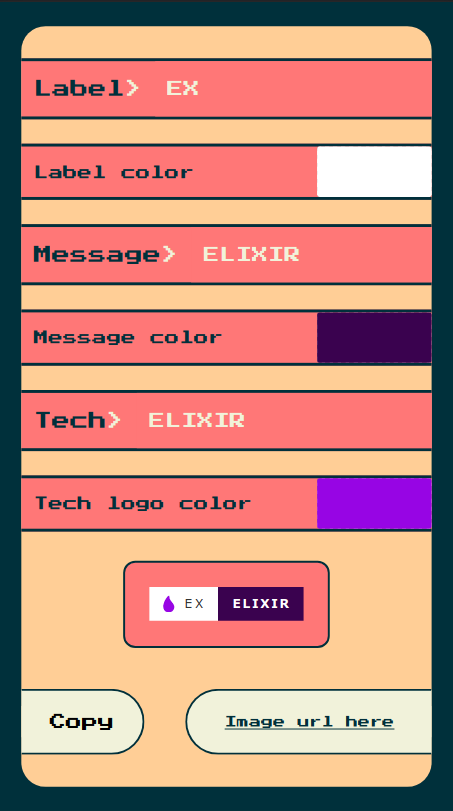 Label> EX
Label color
Message> ELIXIR
Message color
Tech> ELIXIR
Tech logo color
EX ELIXIR
Copy Image url here